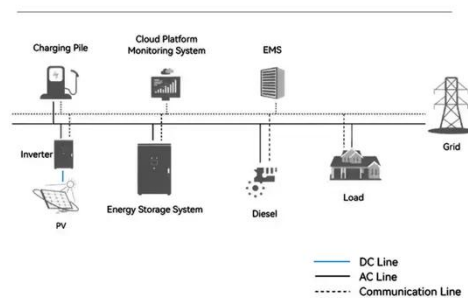 Charging Pile
Cloud Platform
Monitoring System
EMS
Grid
Inverter
PV
Energy Storage System
Diesel
Load
DC Line
AC Line
Communication Line